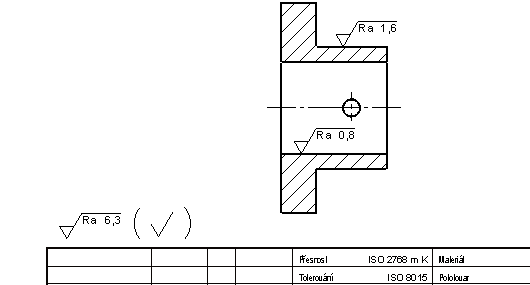 Ra 1,6
Ra 0,8
Ra 6,3
Přesnost ISO 2768 m K Materiál
Tolerování ISO 8015 Polotovar